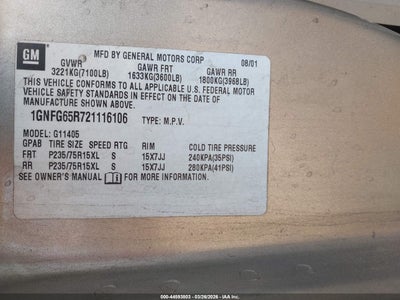 GM
MFD BY GENERAL MOTORS CORP 08/01
GVWR GAWR FRT GAWR RR
3221KG(7100LB) 1633KG(3600LB) 1800KG(3968LB)
THIS VEHICLE CONFORMS TO ALL APPLICABLE U.S. FEDERAL MOTOR
VEHICLE SAFETY STANDARDS IN EFFECT ON THE DATE OF
MANUFACTURE SHOWN ABOVE.
1GNFG65R721116106 TYPE: M.P.V.
MODEL: G11405
GPAB TIRE SIZE SPEED RTG RIM COLD TIRE PRESSURE
FRT P235/75R15XL S 15X7JJ 240KPA(35PSI)
RR P235/75R15XL S 15X7JJ 280KPA(41PSI)
SEE OWNER'S MANUAL FOR MORE INFORMATION.
000-44593003 | 03/26/2026 | IAA Inc.